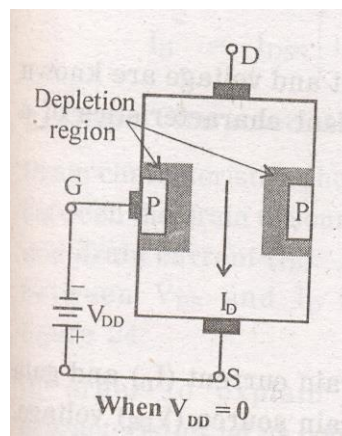 D
Depletion
region
G
P
P
I_D
−
V_DD
+
S
When V_DD = 0